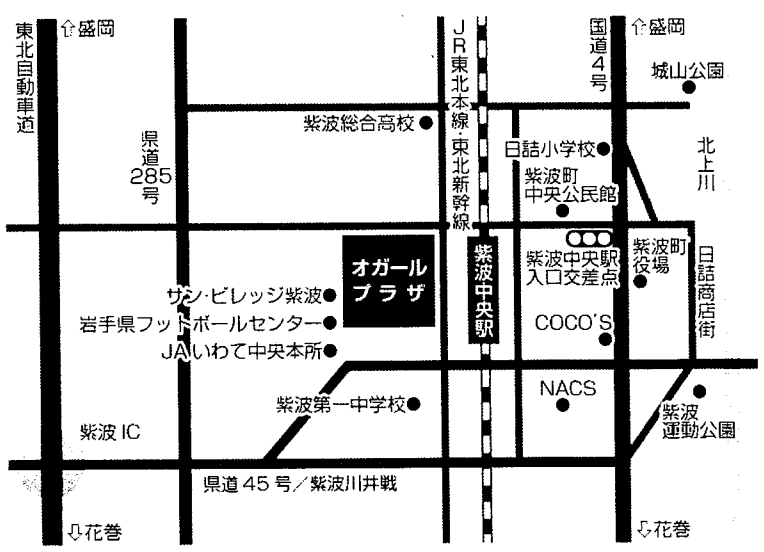 東北自動車道
⇧盛岡
JR東北本線・東北新幹線
国道4号
⇧盛岡
城山公園
紫波総合高校
県道285号
日詰小学校
北上川
紫波町
中央公民館
オガール
プラザ
紫波中央駅
紫波中央駅
入口交差点
紫波町
役場
日詰商店街
サン・ビレッジ紫波
岩手県フットボールセンター
JAいわて中央本所
COCO'S
紫波第一中学校
NACS
紫波
運動公園
紫波IC
県道45号/紫波川井戦
⇩花巻
⇩花巻